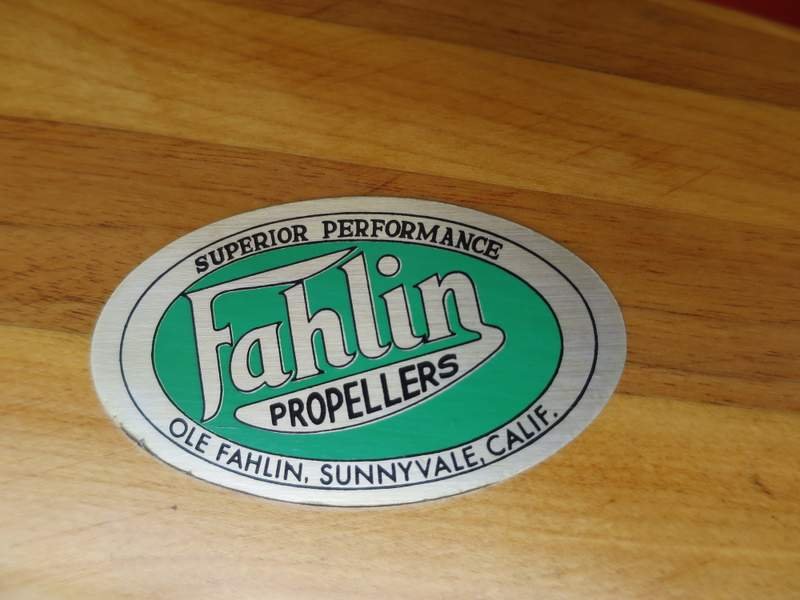 SUPERIOR PERFORMANCE
Fahlin
PROPELLERS
OLE FAHLIN, SUNNYVALE, CALIF.